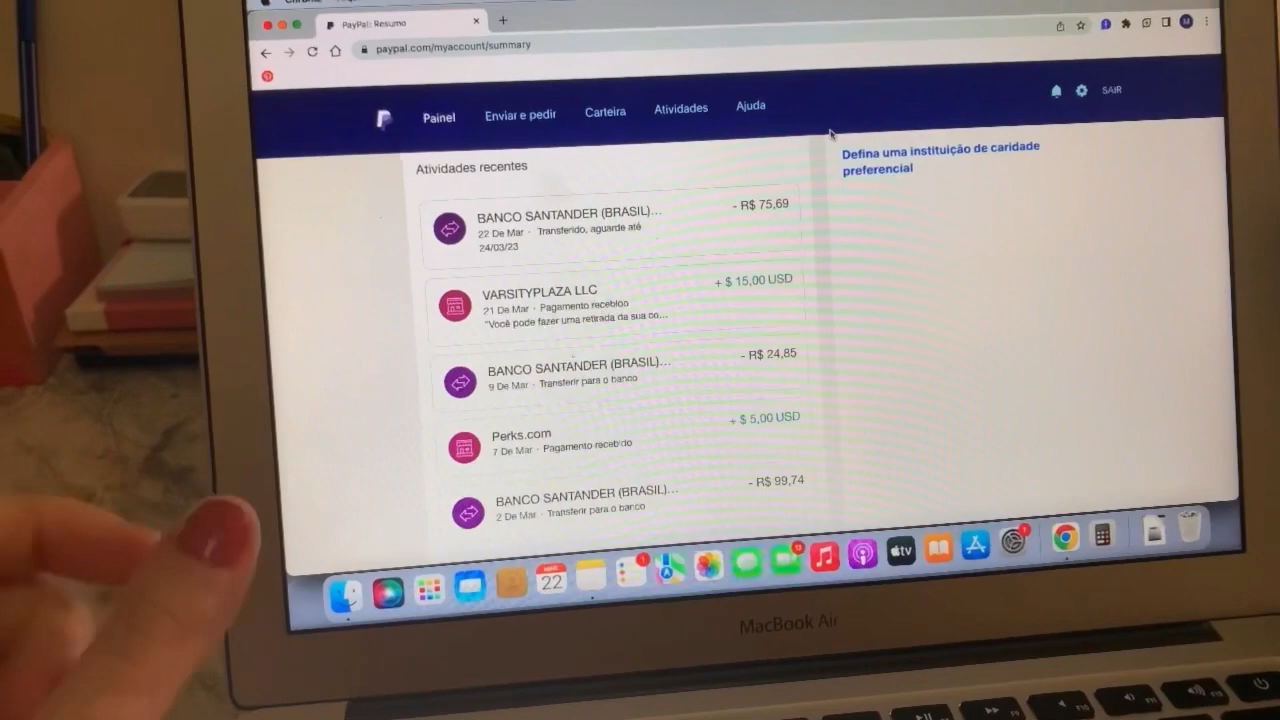 PayPal: Resumo
paypal.com/myaccount/summary
Painel
Enviar e pedir
Carteira
Atividades
Ajuda
SAIR
Atividades recentes
Defina uma instituição de caridade
preferencial
BANCO SANTANDER (BRASIL)...
- R$ 75,69
22 De Mar · Transferido, aguarde até
24/03/23
VARSITYPLAZA LLC
+ $ 15,00 USD
21 De Mar · Pagamento recebido
"Você pode fazer uma retirada da sua co...
BANCO SANTANDER (BRASIL)...
- R$ 24,85
9 De Mar · Transferir para o banco
Perks.com
+ $ 5,00 USD
7 De Mar · Pagamento recebido
BANCO SANTANDER (BRASIL)...
- R$ 99,74
2 De Mar · Transferir para o banco
22
tv
MacBook Air